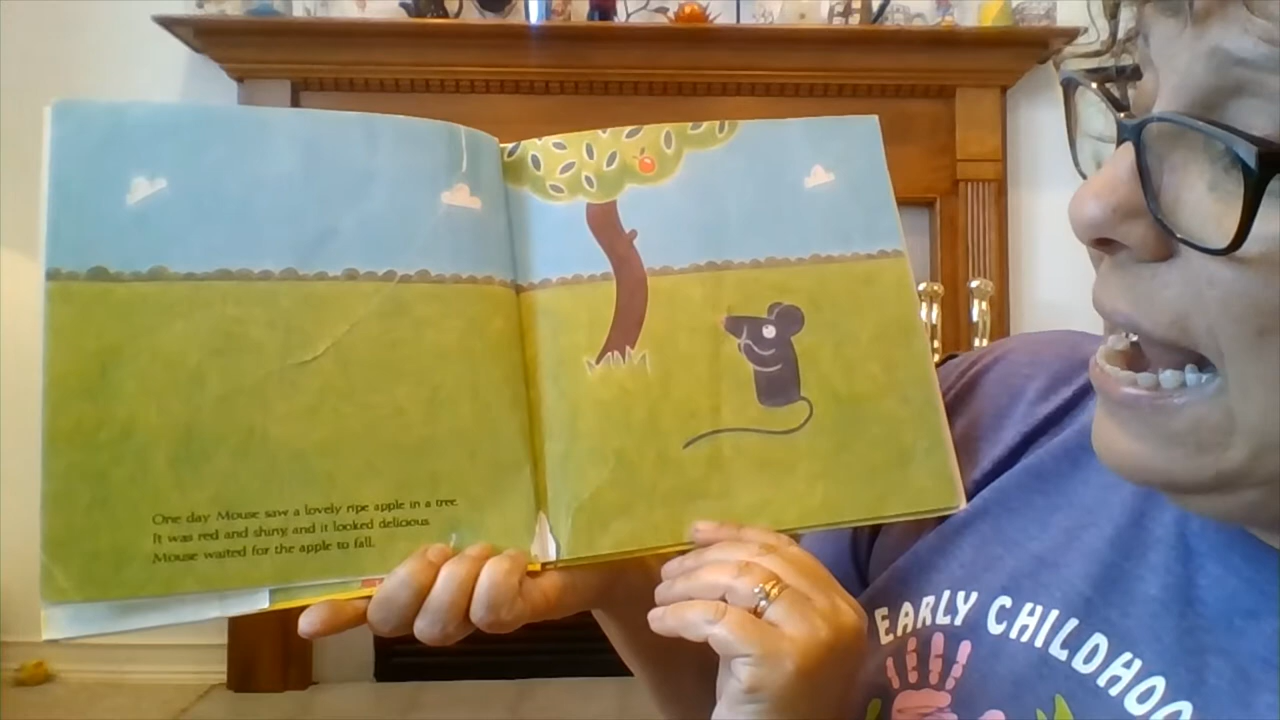 One day Mouse saw a lovely ripe apple in a tree.
It was red and shiny, and it looked delicious.
Mouse waited for the apple to fall.
EARLY CHILDHOO